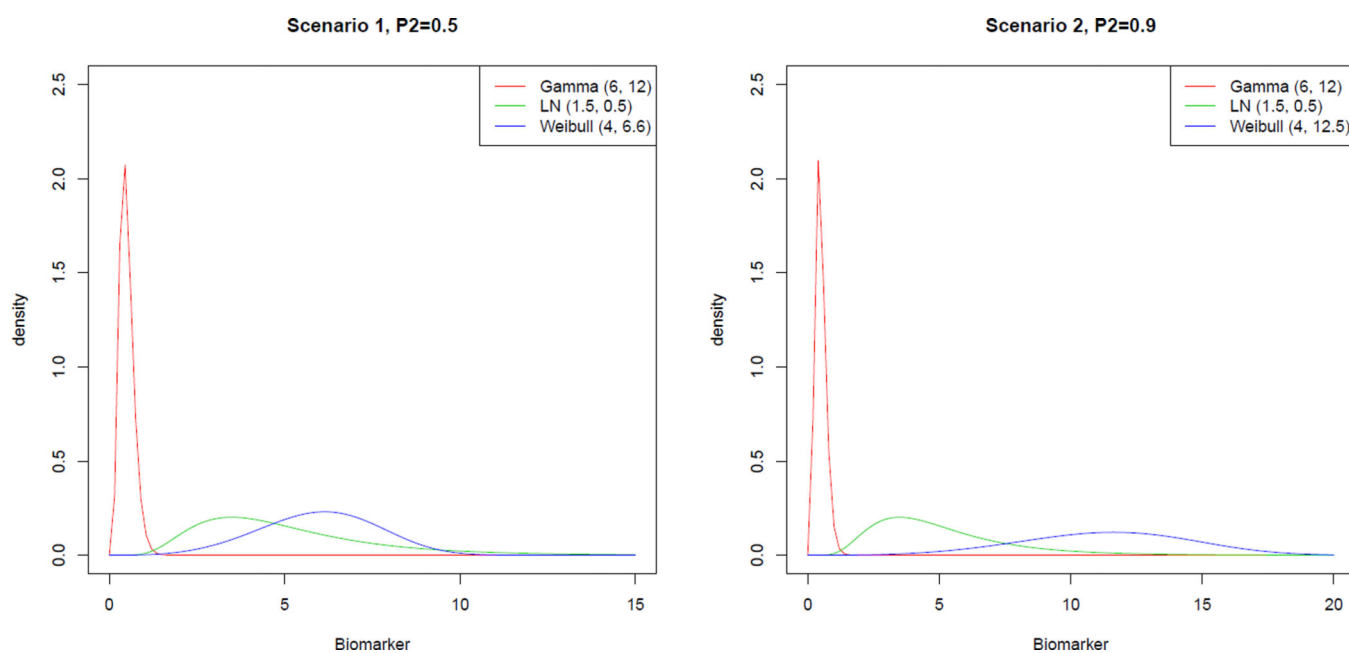 Scenario 1, P2=0.5
Gamma (6, 12)
LN (1.5, 0.5)
Weibull (4, 6.6)
density
2.5
2.0
1.5
1.0
0.5
0.0
0 5 10 15
Biomarker
Scenario 2, P2=0.9
Gamma (6, 12)
LN (1.5, 0.5)
Weibull (4, 12.5)
density
2.5
2.0
1.5
1.0
0.5
0.0
0 5 10 15 20
Biomarker